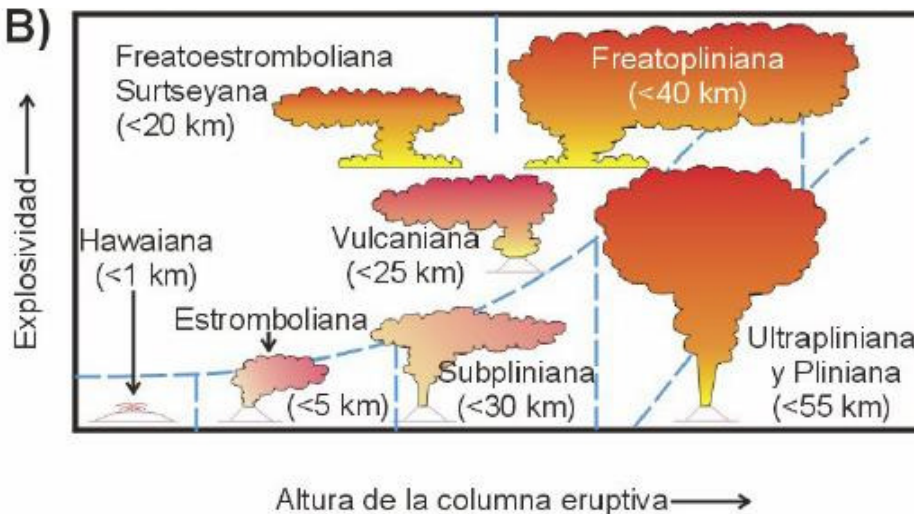 B)
Explosividad
Freatoestromboliana
Surtseyana
(<20 km)
Freatopliniana
(<40 km)
Hawaiana
(<1 km)
Vulcaniana
(<25 km)
Estromboliana
(<5 km)
Subpliniana
(<30 km)
Ultrapliniana
y Pliniana
(<55 km)
Altura de la columna eruptiva